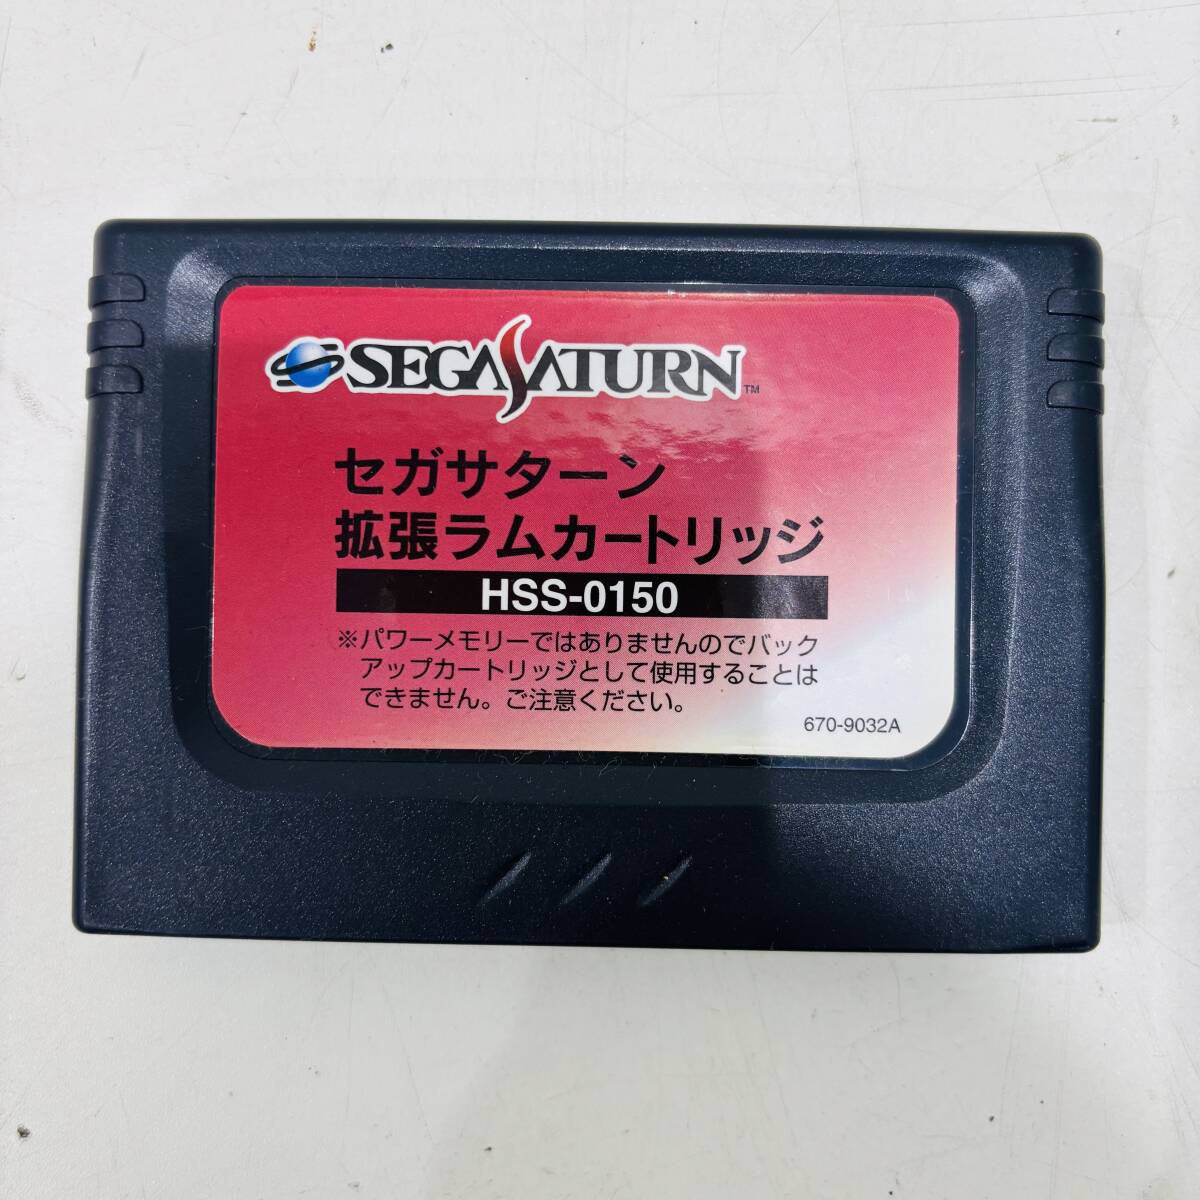 SEGA SATURN™
セガサターン
拡張ラムカートリッジ
HSS-0150
※パワーメモリーではありませんのでバック
アップカートリッジとして使用することは
できません。ご注意ください。
670-9032A